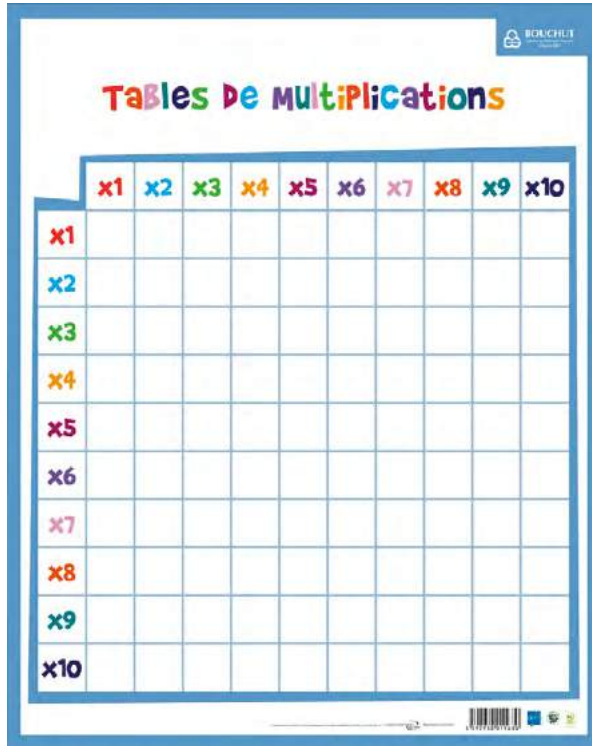 BOUCHUT
Tables de multiplications
x1 x2 x3 x4 x5 x6 x7 x8 x9 x10
x1
x2
x3
x4
x5
x6
x7
x8
x9
x10